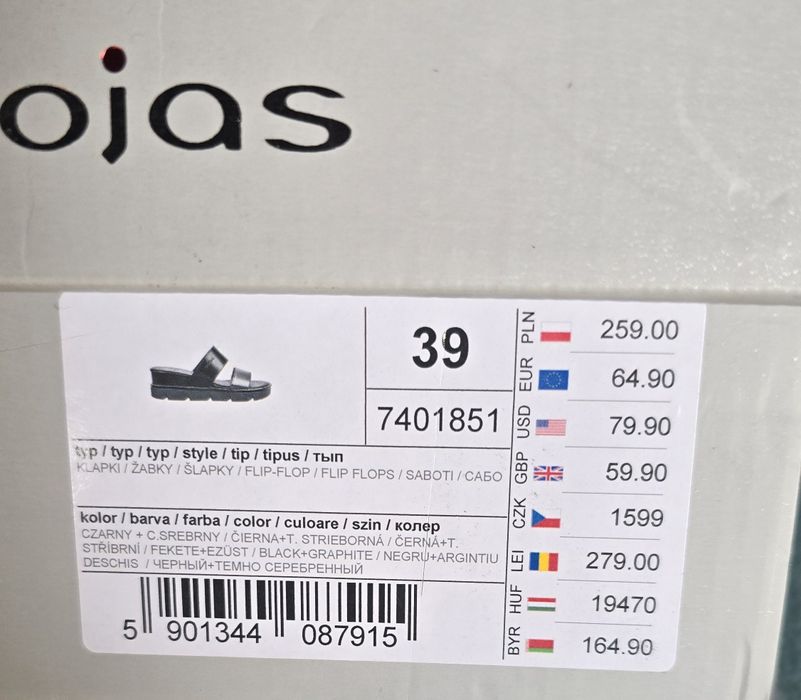 ojas
39
7401851
typ / typ / typ / style / tip / tipus / тып
KLAPKI / ŽABKY / ŠLAPKY / FLIP-FLOP / FLIP FLOPS / SABOTI / САБО
kolor / barva / farba / color / culoare / szin / колер
CZARNY + C.SREBRNY / ČIERNA+T. STRIEBORNÁ / ČERNÁ+T.
STŘÍBRNÍ / FEKETE+EZÜST / BLACK+GRAPHITE / NEGRU+ARGINTIU
DESCHIS / ЧЕРНЫЙ+ТЕМНО СЕРЕБРЕННЫЙ
5 901344 087915
PLN 259.00
EUR 64.90
USD 79.90
GBP 59.90
CZK 1599
LEI 279.00
HUF 19470
BYR 164.90